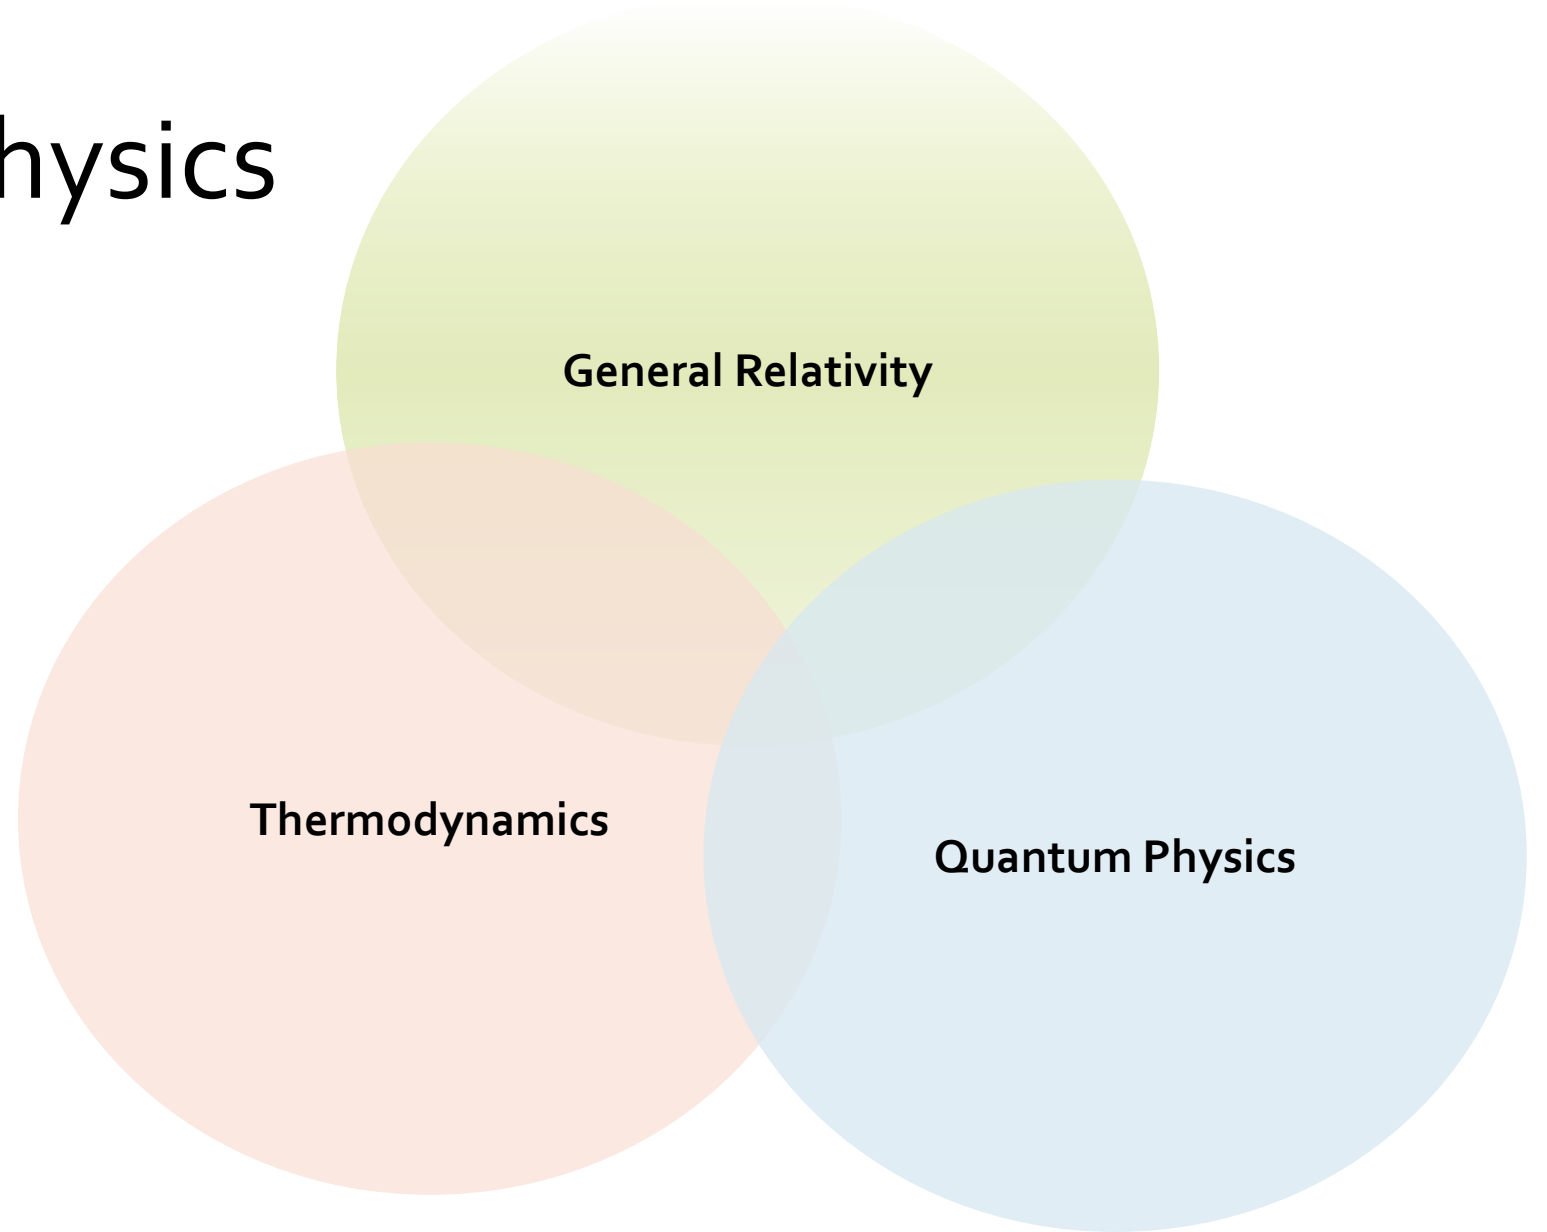 hysics
General Relativity
Thermodynamics
Quantum Physics